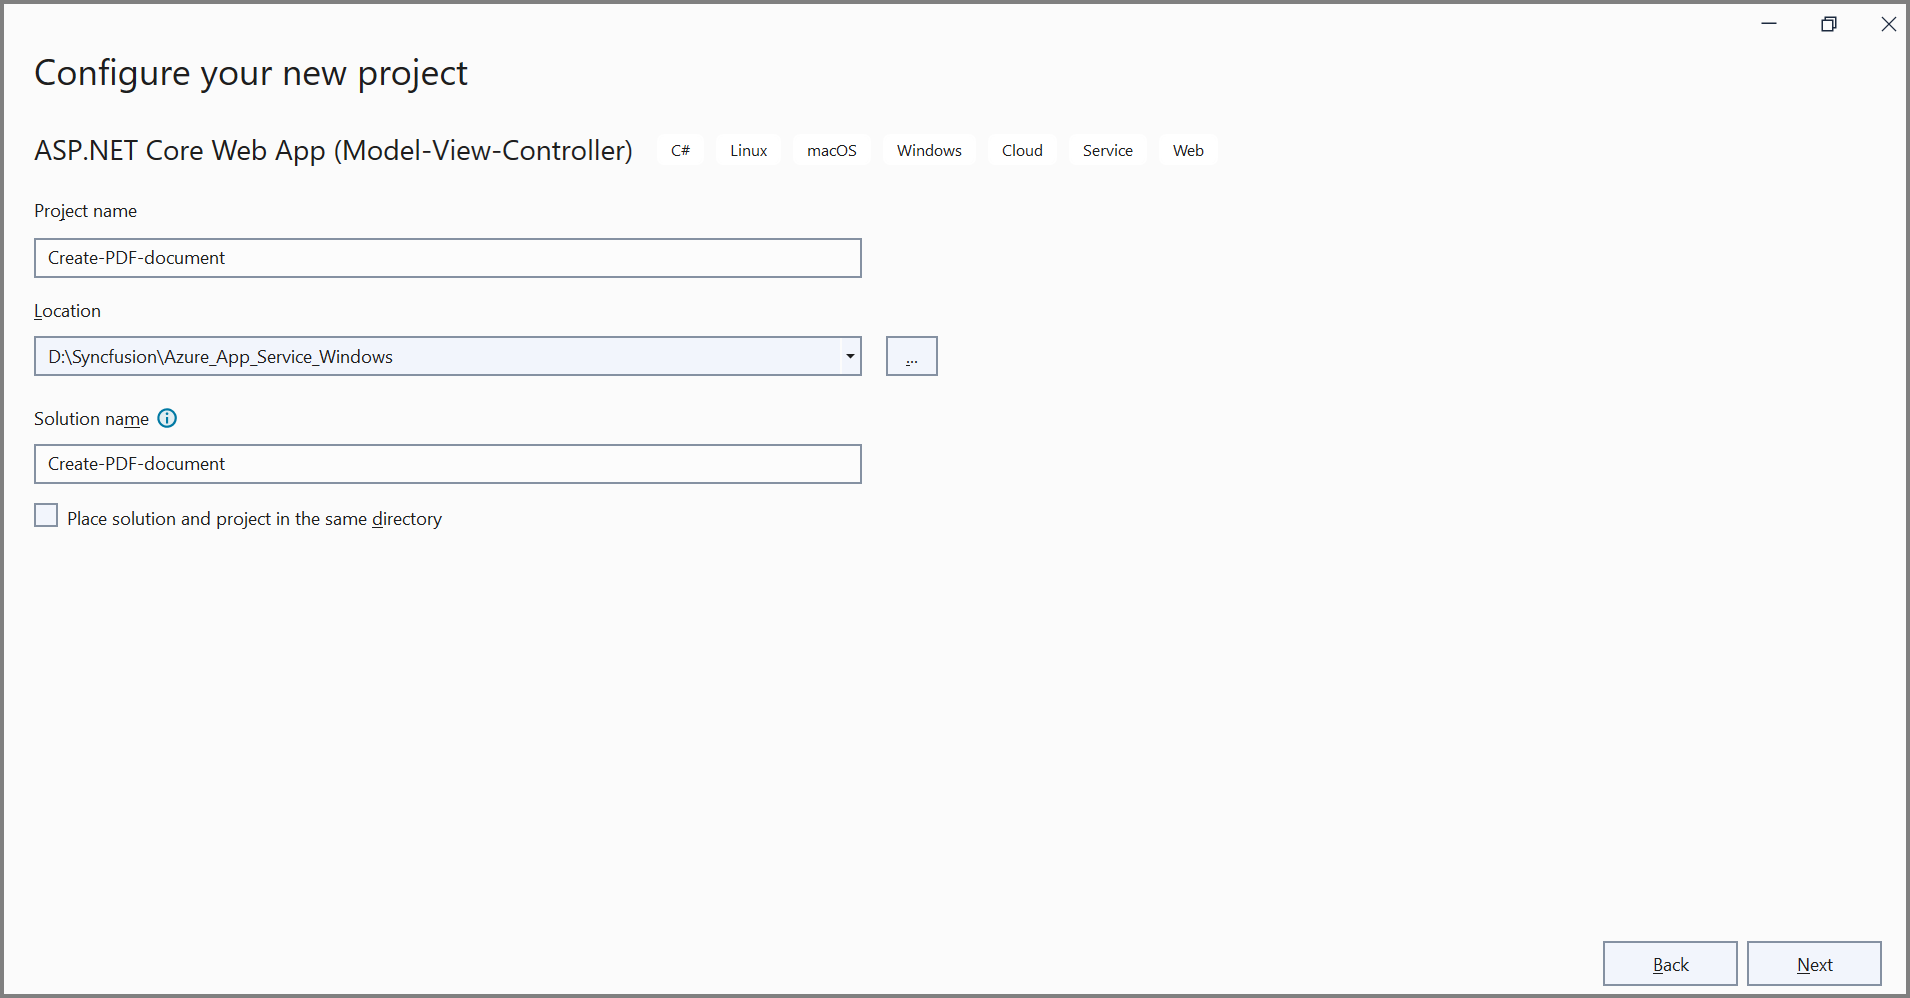 Configure your new project
ASP.NET Core Web App (Model-View-Controller) C# Linux macOS Windows Cloud Service Web
Project name
Create-PDF-document
Location
D:\Syncfusion\Azure_App_Service_Windows
...
Solution name
Create-PDF-document
Place solution and project in the same directory
Back Next